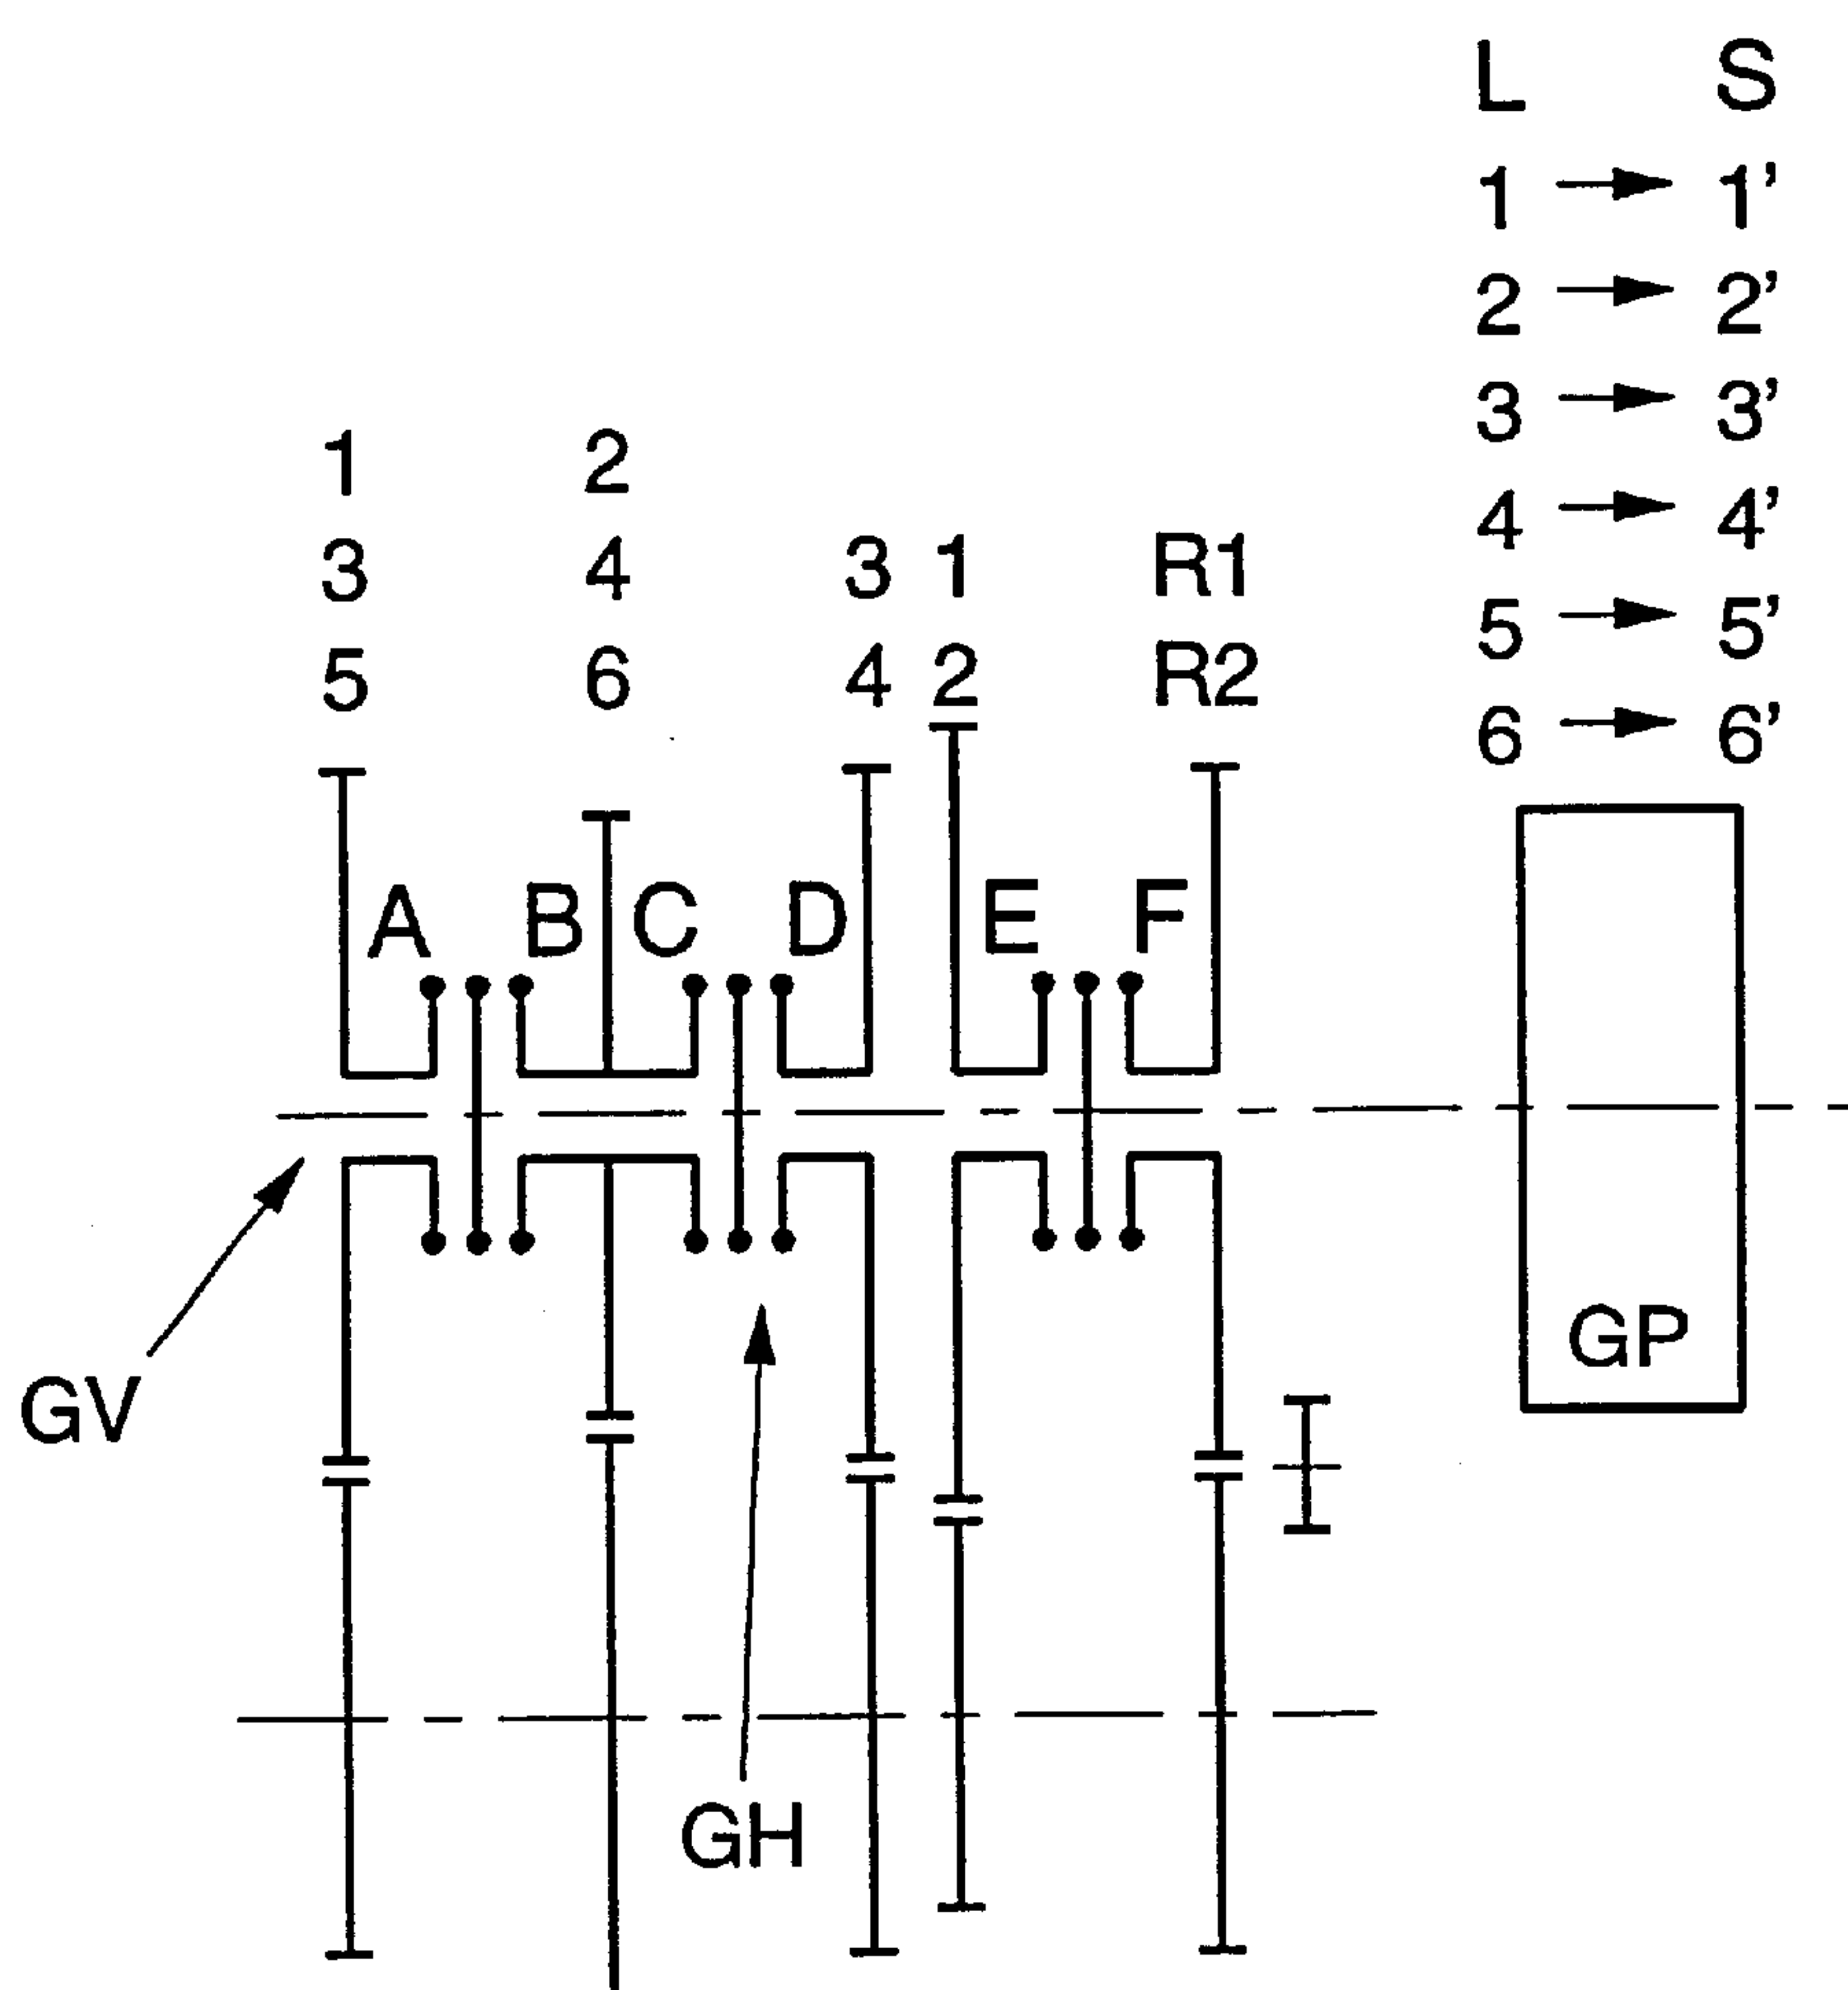 L S
1 → 1'
2 → 2'
3 → 3'
4 → 4'
5 → 5'
6 → 6'
1 2
3 4 3 1 R1
5 6 4 2 R2
A B C D E F
GP
GV
GH